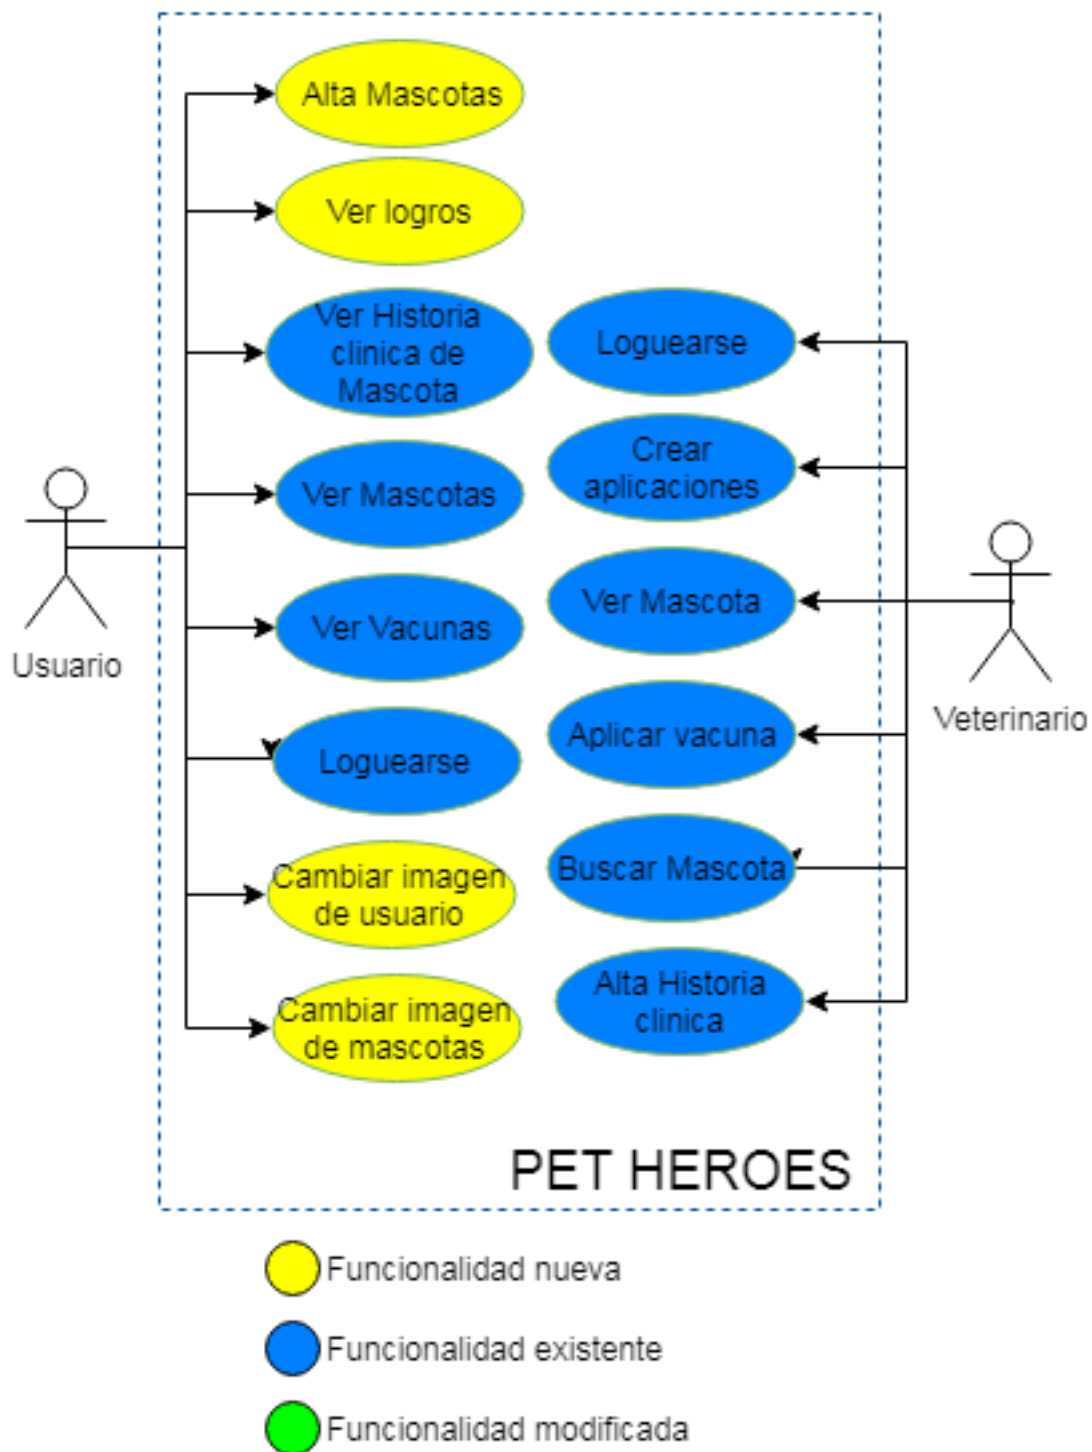 Alta Mascotas
Ver logros
Ver Historia
clinica de
Mascota
Ver Mascotas
Ver Vacunas
Loguearse
Cambiar imagen
de usuario
Cambiar imagen
de mascotas
Loguearse
Crear
aplicaciones
Ver Mascota
Aplicar vacuna
Buscar Mascota
Alta Historia
clinica
Usuario
Veterinario
PET HEROES
Funcionalidad nueva
Funcionalidad existente
Funcionalidad modificada